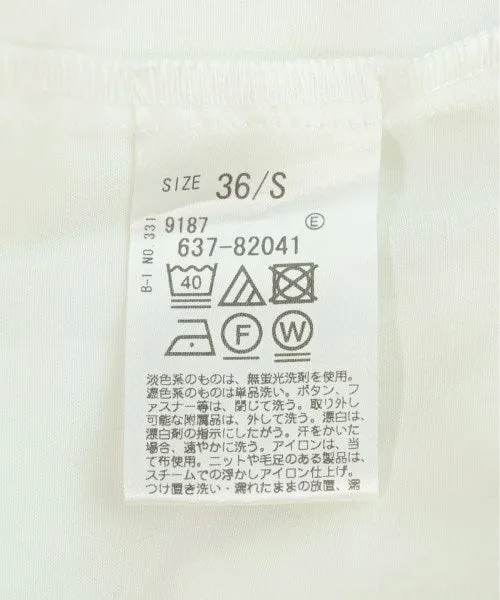 SIZE 36/S
B-1 NO 331
9187 E
637-82041
40
F W
淡色系のものは、無蛍光洗剤を使用。
濃色系のものは単品洗い。ボタン、フ
ァスナー等は、閉じて洗う。取り外し
可能な附属品は、外して洗う。漂白は、
漂白剤の指示にしたがう。汗をかいた
場合、速やかに洗う。アイロンは、当
て布使用。ニットや毛足のある製品は、
スチームでの浮かしアイロン仕上げ。
つけ置き洗い・濡れたままの放置、濡